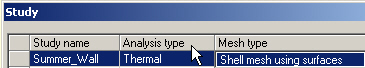 Study
Study name Analysis type Mesh type
Summer_Wall Thermal Shell mesh using surfaces